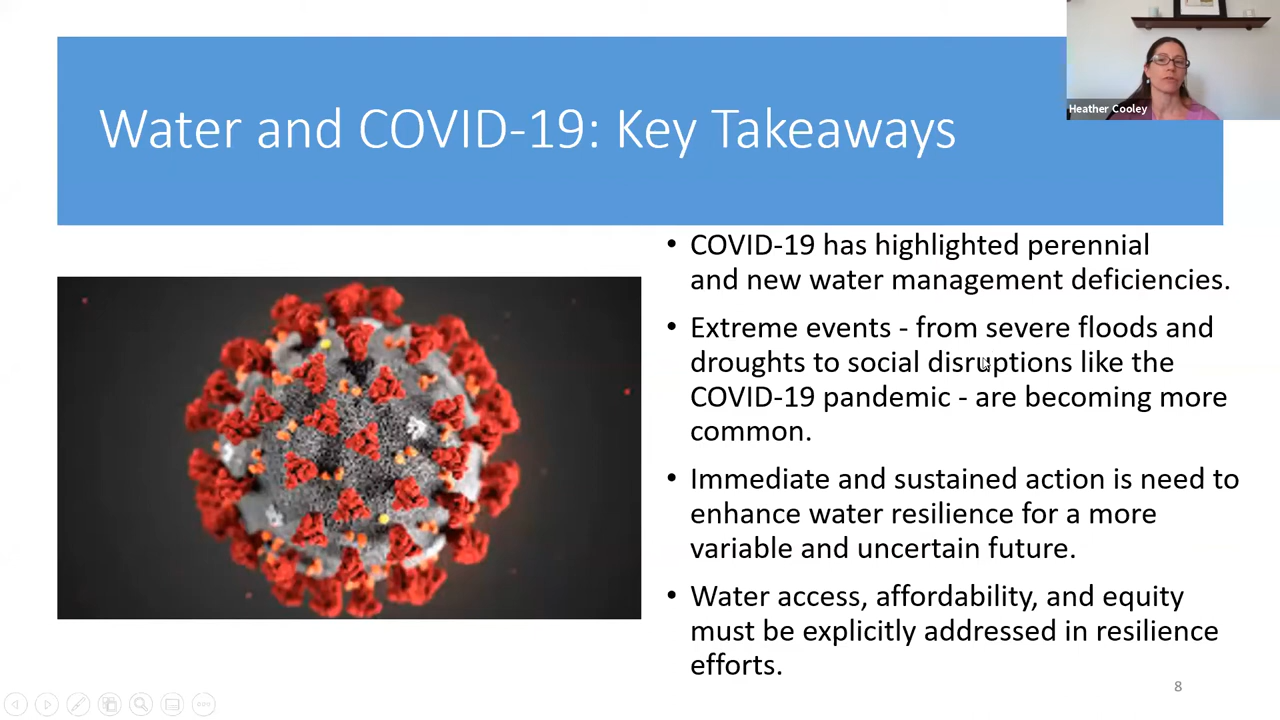 Heather Cooley
Water and COVID-19: Key Takeaways
• COVID-19 has highlighted perennial
and new water management deficiencies.
• Extreme events - from severe floods and
droughts to social disruptions like the
COVID-19 pandemic - are becoming more
common.
• Immediate and sustained action is need to
enhance water resilience for a more
variable and uncertain future.
• Water access, affordability, and equity
must be explicitly addressed in resilience
efforts.
8